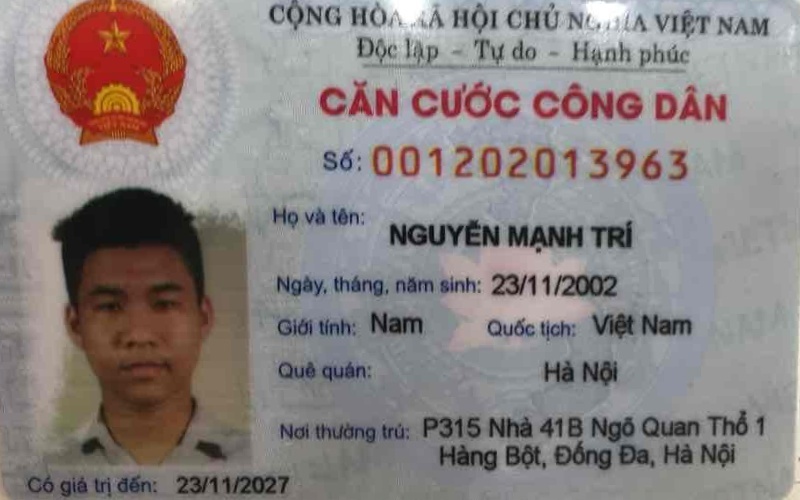 CỘNG HÒA XÃ HỘI CHỦ NGHĨA VIỆT NAM
Độc lập - Tự do - Hạnh phúc
CĂN CƯỚC CÔNG DÂN
Số: 001202013963
Họ và tên: NGUYỄN MẠNH TRÍ
Ngày, tháng, năm sinh: 23/11/2002
Giới tính: Nam Quốc tịch: Việt Nam
Quê quán: Hà Nội
Nơi thường trú: P315 Nhà 41B Ngõ Quan Thổ 1
Hàng Bột, Đống Đa, Hà Nội
Có giá trị đến: 23/11/2027